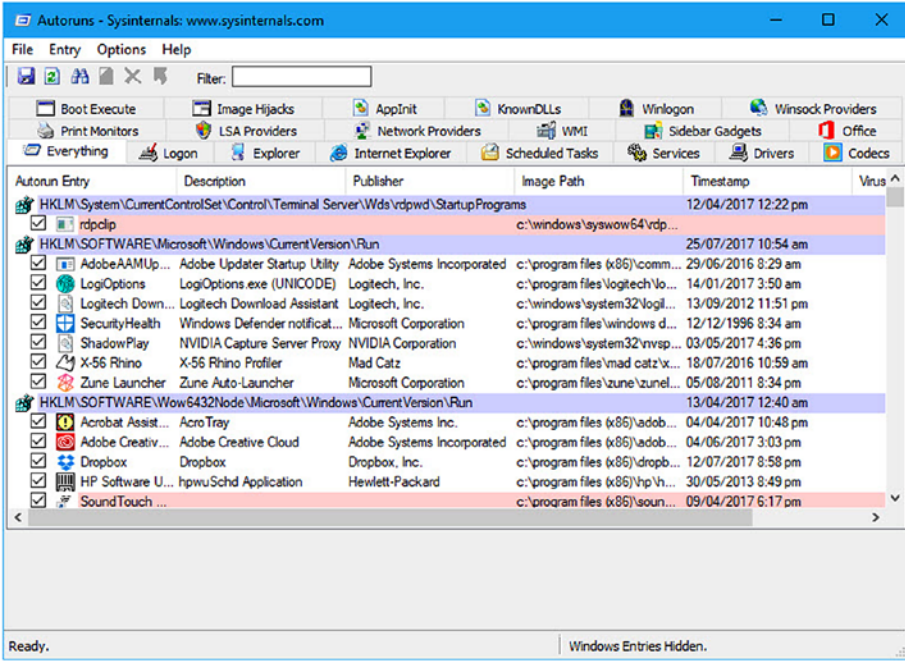 Autoruns - Sysinternals: www.sysinternals.com
File Entry Options Help
Filter:
Boot Execute Image Hijacks AppInit KnownDLLs Winlogon Winsock Providers
Print Monitors LSA Providers Network Providers WMI Sidebar Gadgets Office
Everything Logon Explorer Internet Explorer Scheduled Tasks Services Drivers Codecs
Autorun Entry Description Publisher Image Path Timestamp Virus
HKLM\System\CurrentControlSet\Control\Terminal Server\Wds\rdpwd\StartupPrograms 12/04/2017 12:22 pm
rdpclip c:\windows\syswow64\rdp...
HKLM\SOFTWARE\Microsoft\Windows\CurrentVersion\Run 25/07/2017 10:54 am
AdobeAAMUp... Adobe Updater Startup Utility Adobe Systems Incorporated c:\program files (x86)\comm... 29/06/2016 8:29 am
LogiOptions LogiOptions.exe (UNICODE) Logitech, Inc. c:\program files\logitech\lo... 14/01/2017 3:50 am
Logitech Down... Logitech Download Assistant Logitech, Inc. c:\windows\system32\logil... 13/09/2012 11:51 pm
SecurityHealth Windows Defender notificat... Microsoft Corporation c:\program files\windows d... 12/12/1996 8:34 am
ShadowPlay NVIDIA Capture Server Proxy NVIDIA Corporation c:\windows\system32\nvsp... 03/05/2017 4:36 pm
X-56 Rhino X-56 Rhino Profiler Mad Catz c:\program files\mad catz\x... 18/07/2016 10:59 am
Zune Launcher Zune Auto-Launcher Microsoft Corporation c:\program files\zune\zunel... 05/08/2011 8:34 pm
HKLM\SOFTWARE\Wow6432Node\Microsoft\Windows\CurrentVersion\Run 13/04/2017 12:40 am
Acrobat Assist... AcroTray Adobe Systems Inc. c:\program files (x86)\adob... 04/04/2017 10:48 pm
Adobe Creativ... Adobe Creative Cloud Adobe Systems Incorporated c:\program files (x86)\adob... 04/06/2017 3:03 pm
Dropbox Dropbox Dropbox, Inc. c:\program files (x86)\dropb... 12/07/2017 8:58 pm
HP Software U... hpwuSchd Application Hewlett-Packard c:\program files (x86)\hp\h... 30/05/2013 8:49 pm
SoundTouch ... c:\program files (x86)\soun... 09/04/2017 6:17 pm
Ready. Windows Entries Hidden.